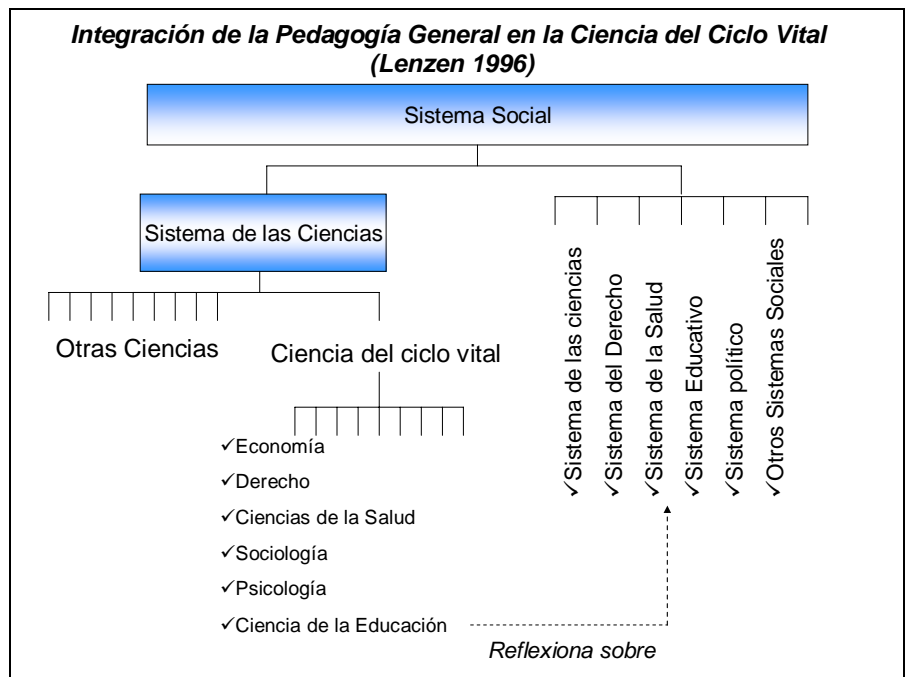 Integración de la Pedagogía General en la Ciencia del Ciclo Vital
(Lenzen 1996)
Sistema Social
Sistema de las Ciencias
Otras Ciencias
Ciencia del ciclo vital
✓Economía
✓Derecho
✓Ciencias de la Salud
✓Sociología
✓Psicología
✓Ciencia de la Educación
✓Sistema de las ciencias
✓Sistema del Derecho
✓Sistema de la Salud
✓Sistema Educativo
✓Sistema político
✓Otros Sistemas Sociales
Reflexiona sobre